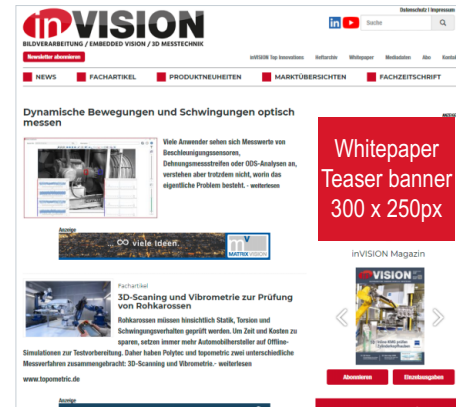 Datenschutz | Impressum
inVISION
BILDVERARBEITUNG / EMBEDDED VISION / 3D MESSTECHNIK
in
Suche
Newsletter abonnieren
inVISION Top Innovations Heftarchiv Whitepaper Mediadaten Abo Kontakt
NEWS FACHARTIKEL PRODUKTNEUHEITEN MARKTÜBERSICHTEN FACHZEITSCHRIFT
Dynamische Bewegungen und Schwingungen optisch
messen
Viele Anwender sehen sich Messwerte von
Beschleunigungssensoren,
Dehnungsmessstreifen oder ODS-Analysen an,
verstehen aber trotzdem nicht, worin das
eigentliche Problem besteht. - weiterlesen
Anzeige
... ∞ viele Ideen.
MATRIX VISION
Fachartikel
3D-Scaning und Vibrometrie zur Prüfung
von Rohkarossen
Rohkarossen müssen hinsichtlich Statik, Torsion und
Schwingungsverhalten geprüft werden. Um Zeit und Kosten zu
sparen, setzen immer mehr Automobilhersteller auf Offline-
Simulationen zur Testvorbereitung. Daher haben Polytec und topometric zwei unterschiedliche
Messverfahren zusammengebracht: 3D-Scanning und Vibrometrie.- weiterlesen
www.topometric.de
Anzeige
Whitepaper
Teaser banner
300 x 250px
inVISION Magazin
inVISION
Abonnieren Einzelausgaben